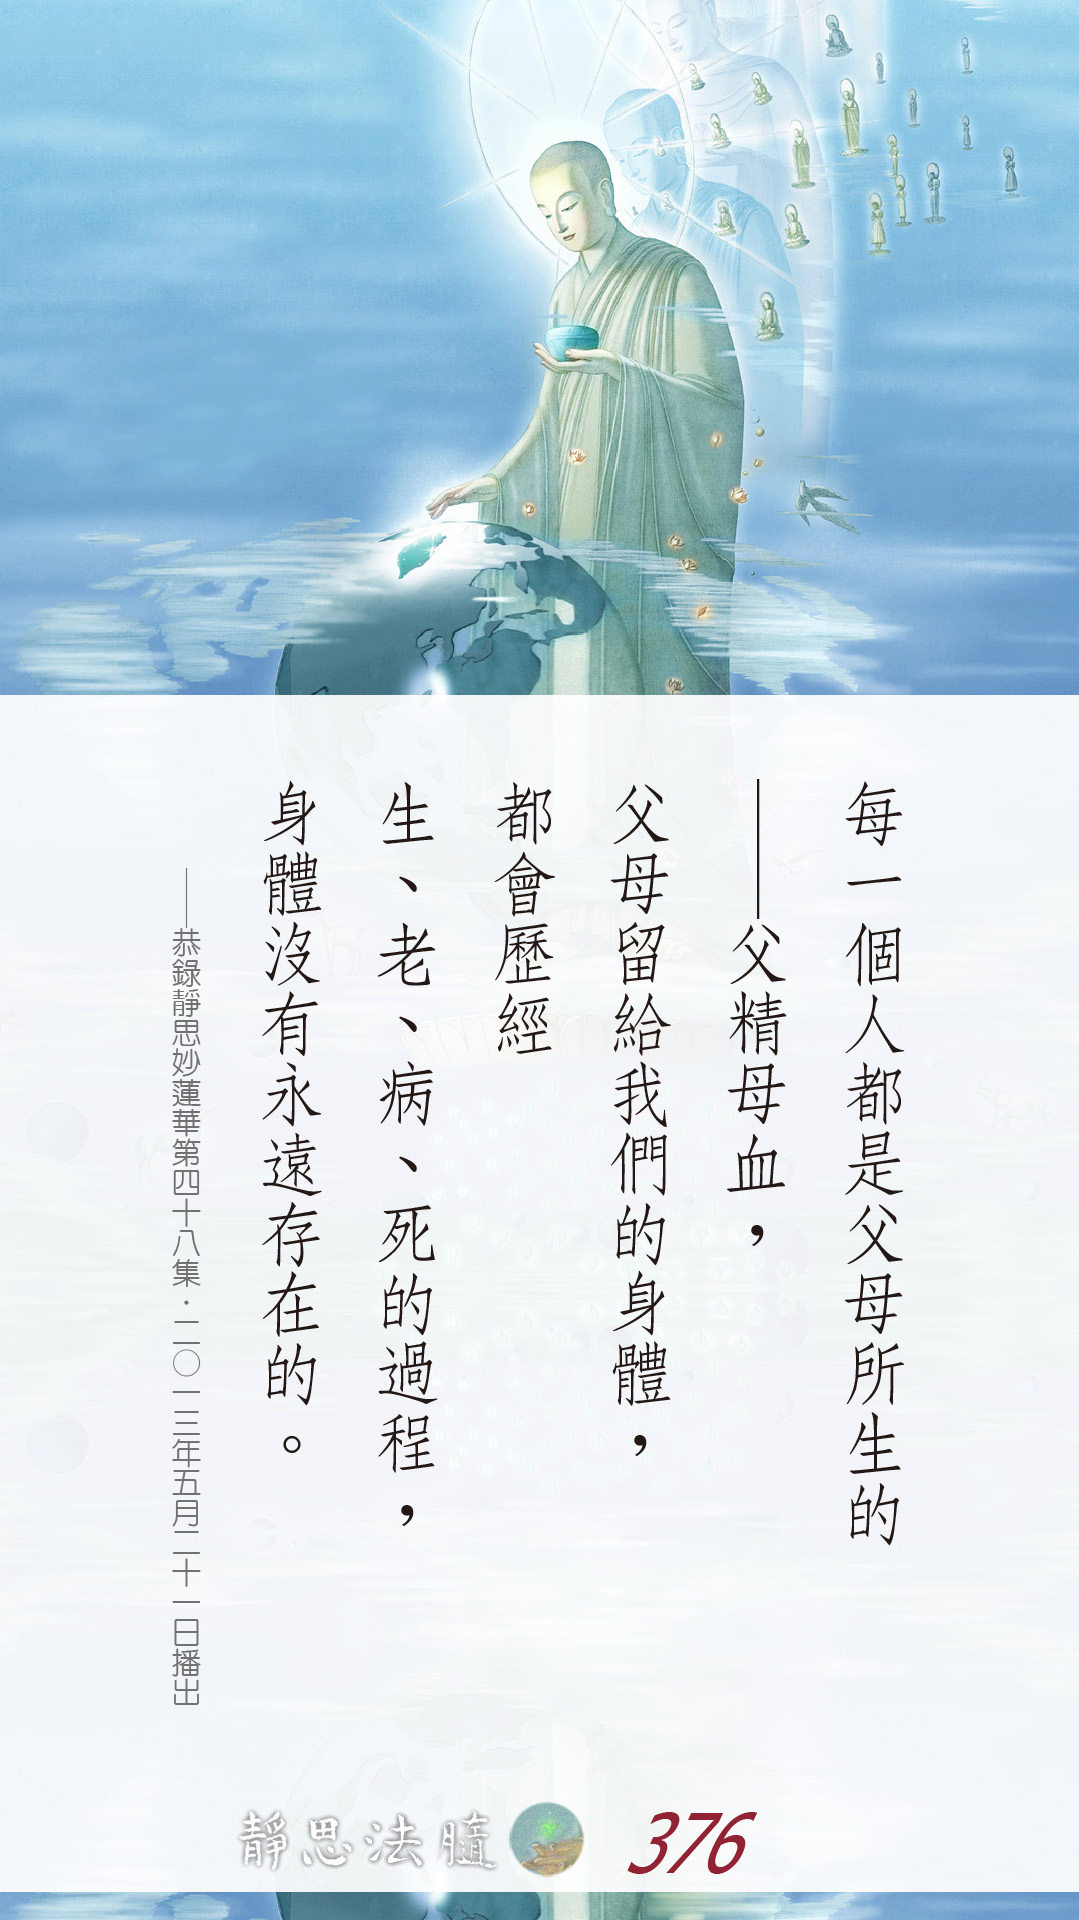 每一個人都是父母所生的
——父精母血，
父母留給我們的身體，
都會歷經
生、老、病、死的過程，
身體沒有永遠存在的。
——恭錄靜思妙蓮華第四十八集．二〇一三年五月二十一日播出
靜思法髓
376